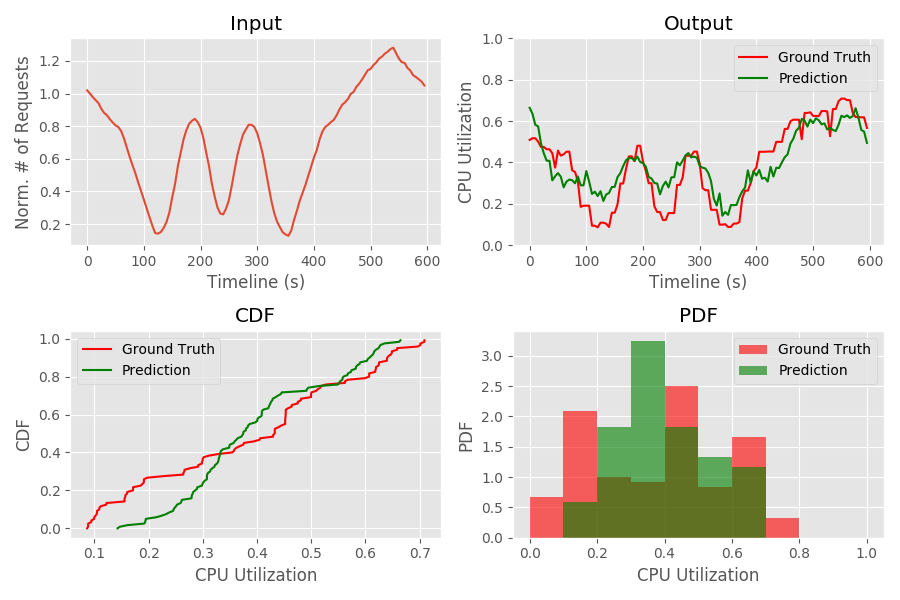 Input
Norm. # of Requests
1.2
1.0
0.8
0.6
0.4
0.2
0 100 200 300 400 500 600
Timeline (s)
Output
CPU Utilization
1.0
0.8
0.6
0.4
0.2
0.0
Ground Truth
Prediction
0 100 200 300 400 500 600
Timeline (s)
CDF
CDF
1.0
0.8
0.6
0.4
0.2
0.0
Ground Truth
Prediction
0.1 0.2 0.3 0.4 0.5 0.6 0.7
CPU Utilization
PDF
PDF
3.0
2.5
2.0
1.5
1.0
0.5
0.0
Ground Truth
Prediction
0.0 0.2 0.4 0.6 0.8 1.0
CPU Utilization